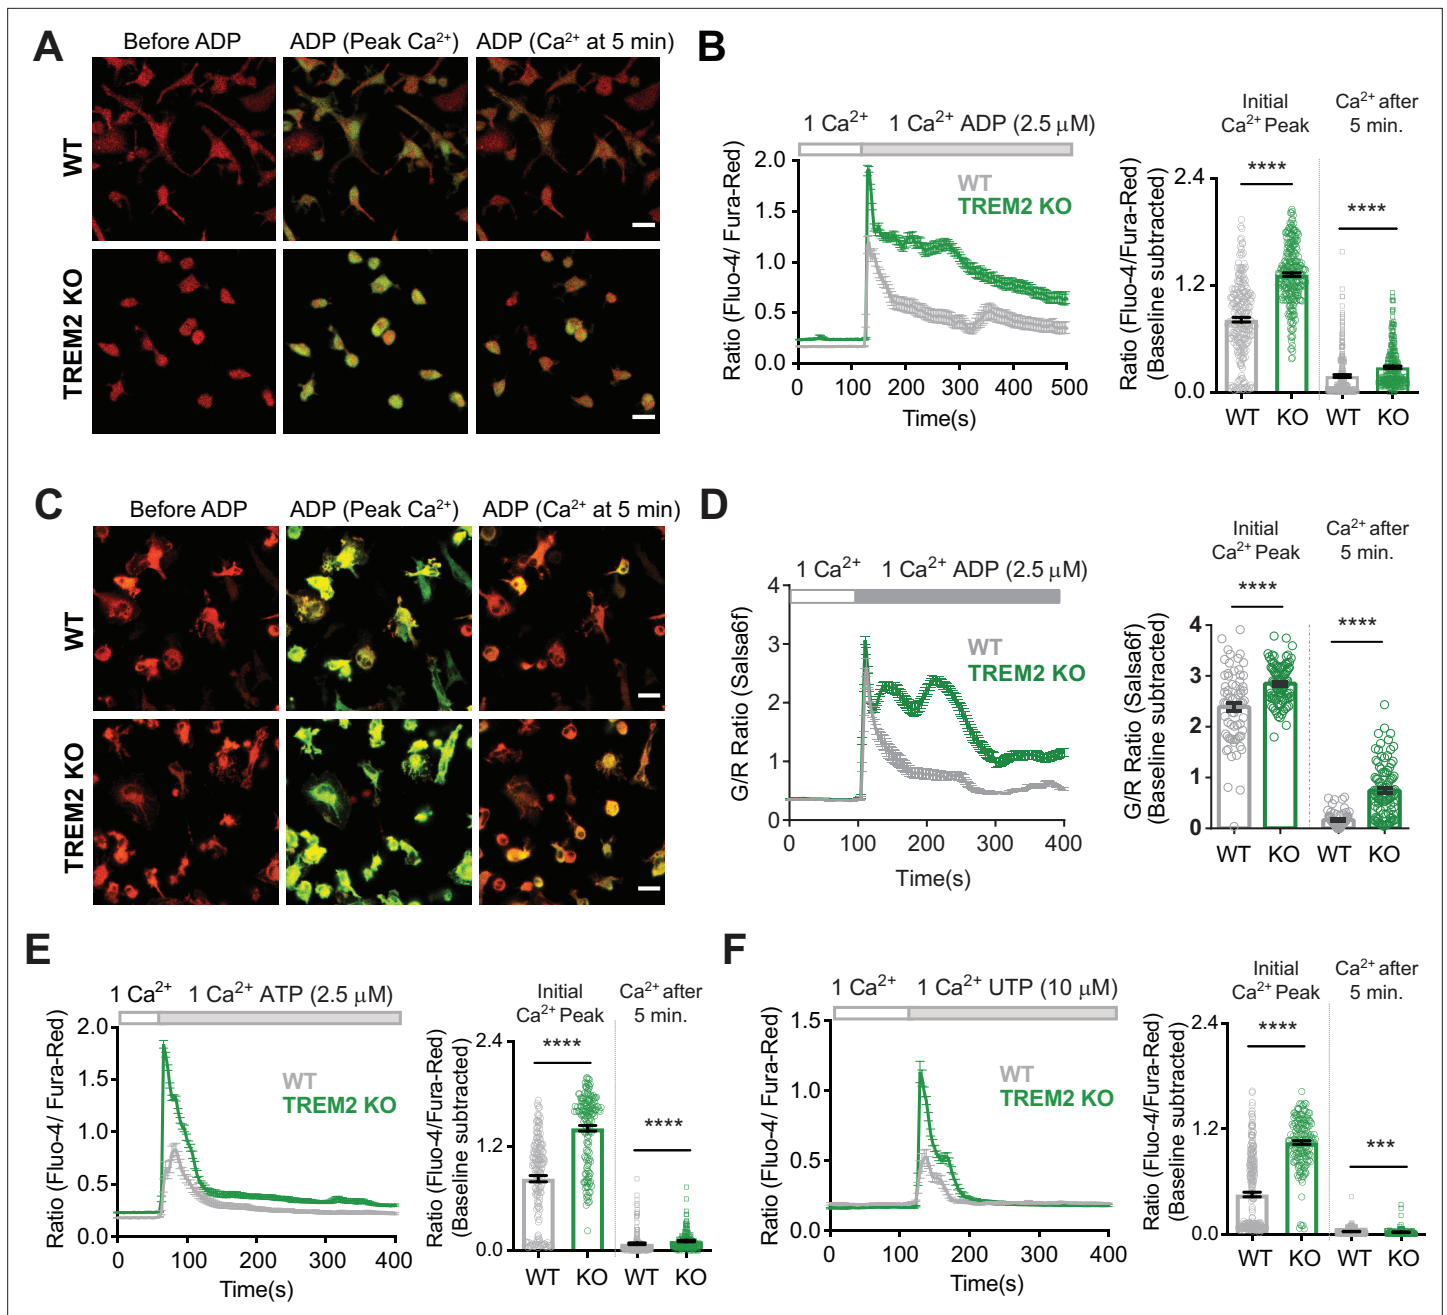 A
Before ADP
ADP (Peak Ca²⁺)
ADP (Ca²⁺ at 5 min)
WT
TREM2 KO
B
1 Ca²⁺
1 Ca²⁺ ADP (2.5 μM)
WT
TREM2 KO
Ratio (Fluo-4/ Fura-Red)
2.0
1.5
1.0
0.5
0.0
0 100 200 300 400 500
Time(s)
Initial
Ca²⁺ Peak
Ca²⁺ after
5 min.
****
****
Ratio (Fluo-4/Fura-Red)
(Baseline subtracted)
2.4
1.2
0.0
WT KO WT KO
C
Before ADP
ADP (Peak Ca²⁺)
ADP (Ca²⁺ at 5 min)
WT
TREM2 KO
D
1 Ca²⁺
1 Ca²⁺ ADP (2.5 μM)
WT
TREM2 KO
G/R Ratio (Salsa6f)
4
3
2
1
0
0 100 200 300 400
Time(s)
Initial
Ca²⁺ Peak
Ca²⁺ after
5 min.
****
****
G/R Ratio (Salsa6f)
(Baseline subtracted)
4
3
2
1
0
WT KO WT KO
E
1 Ca²⁺
1 Ca²⁺ ATP (2.5 μM)
WT
TREM2 KO
Ratio (Fluo-4/ Fura-Red)
2.0
1.5
1.0
0.5
0.0
0 100 200 300 400
Time(s)
Initial
Ca²⁺ Peak
Ca²⁺ after
5 min.
****
****
Ratio (Fluo-4/Fura-Red)
(Baseline subtracted)
2.4
1.2
0.0
WT KO WT KO
F
1 Ca²⁺
1 Ca²⁺ UTP (10 μM)
WT
TREM2 KO
Ratio (Fluo-4/ Fura-Red)
1.5
1.0
0.5
0.0
0 100 200 300 400
Time(s)
Initial
Ca²⁺ Peak
Ca²⁺ after
5 min.
****
***
Ratio (Fluo-4/Fura-Red)
(Baseline subtracted)
2.4
1.2
0.0
WT KO WT KO